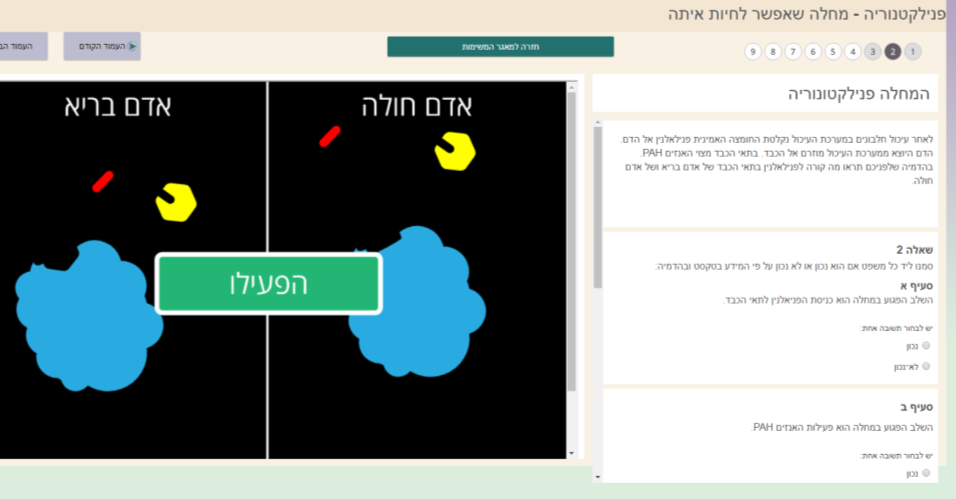 פנילקטנוריה - מחלה שאפשר לחיות איתה
1 2 3 4 5 6 7 8 9
חזרה למאגר המשימות
העמוד הקודם
העמוד הב
המחלה פנילקטונוריה
לאחר עיכול חלבונים במערכת העיכול נקלטת החומצה האמינית פנילאלנין אל הדם.
הדם היוצא ממערכת העיכול מוזרם אל הכבד. בתאי הכבד מצוי האנזים PAH.
בהדמיה שלפניכם תראו מה קורה לפנילאלנין בתאי הכבד של אדם בריא ושל אדם
חולה.
שאלה 2
סמנו ליד כל משפט אם הוא נכון או לא נכון על פי המידע בטקסט ובהדמיה:
סעיף א
השלב הפגוע במחלה הוא כניסת הפניאלנין לתאי הכבד.
יש לבחור תשובה אחת:
נכון
לא-נכון
סעיף ב
השלב הפגוע במחלה הוא פעילות האנזים PAH.
יש לבחור תשובה אחת:
נכון
אדם חולה
אדם בריא
הפעילו